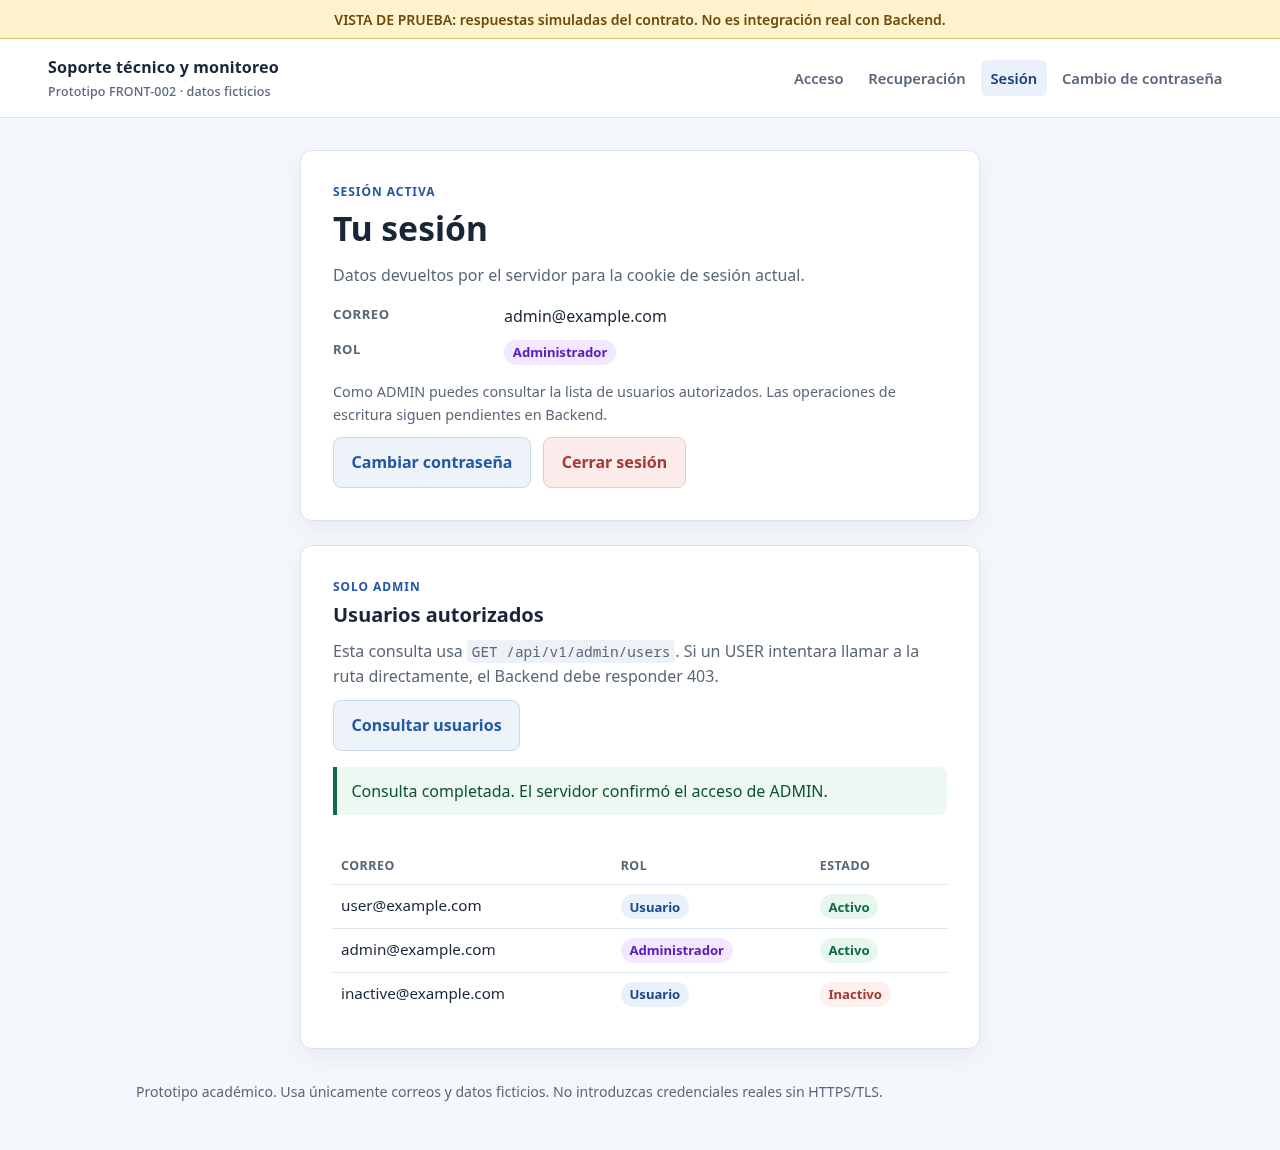 VISTA DE PRUEBA: respuestas simuladas del contrato. No es integración real con Backend.
Soporte técnico y monitoreo
Prototipo FRONT-002 · datos ficticios
Acceso Recuperación Sesión Cambio de contraseña
SESIÓN ACTIVA
Tu sesión
Datos devueltos por el servidor para la cookie de sesión actual.
CORREO admin@example.com
ROL Administrador
Como ADMIN puedes consultar la lista de usuarios autorizados. Las operaciones de
escritura siguen pendientes en Backend.
Cambiar contraseña Cerrar sesión
SOLO ADMIN
Usuarios autorizados
Esta consulta usa GET /api/v1/admin/users. Si un USER intentara llamar a la
ruta directamente, el Backend debe responder 403.
Consultar usuarios
Consulta completada. El servidor confirmó el acceso de ADMIN.
CORREO ROL ESTADO
user@example.com Usuario Activo
admin@example.com Administrador Activo
inactive@example.com Usuario Inactivo
Prototipo académico. Usa únicamente correos y datos ficticios. No introduzcas credenciales reales sin HTTPS/TLS.